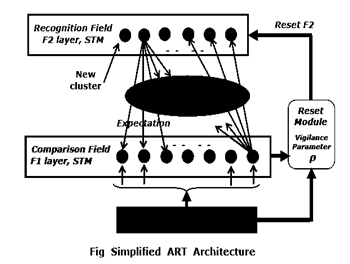 Recognition Field
F2 layer, STM
Reset F2
New
cluster
Expectation
Reset
Module
Vigilance
Parameter
ρ
Comparison Field
F1 layer, STM
Fig Simplified ART Architecture